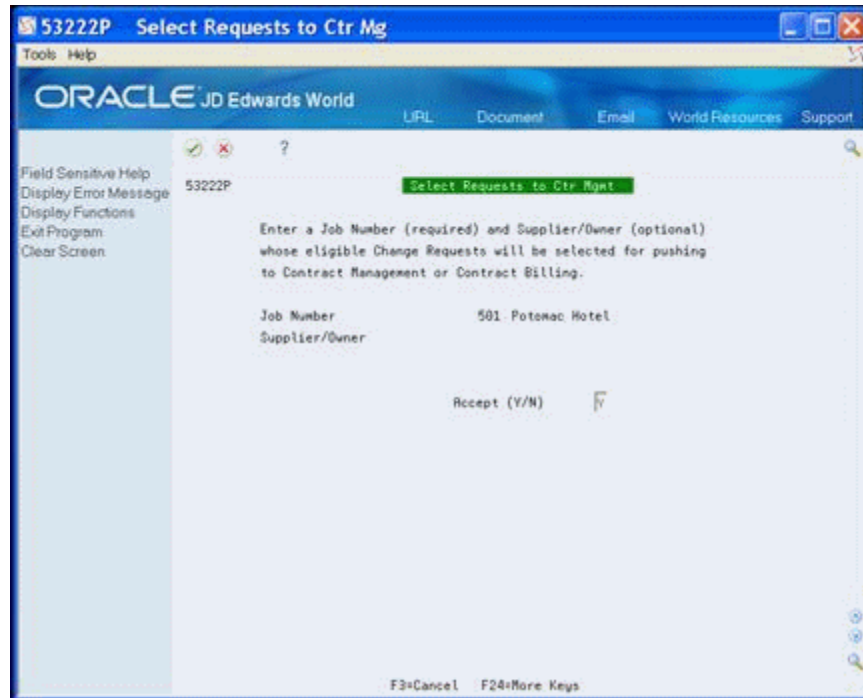 53222P Select Requests to Ctr Mg
Tools Help
ORACLE JD Edwards World
URL Document Email World Resources Support
?
Field Sensitive Help
Display Error Message
Display Functions
Exit Program
Clear Screen
53222P Select Requests to Ctr Mgmt
Enter a Job Number (required) and Supplier/Owner (optional)
whose eligible Change Requests will be selected for pushing
to Contract Management or Contract Billing.
Job Number 501 Potomac Hotel
Supplier/Owner
Accept (Y/N) Y
F3=Cancel F24=More Keys